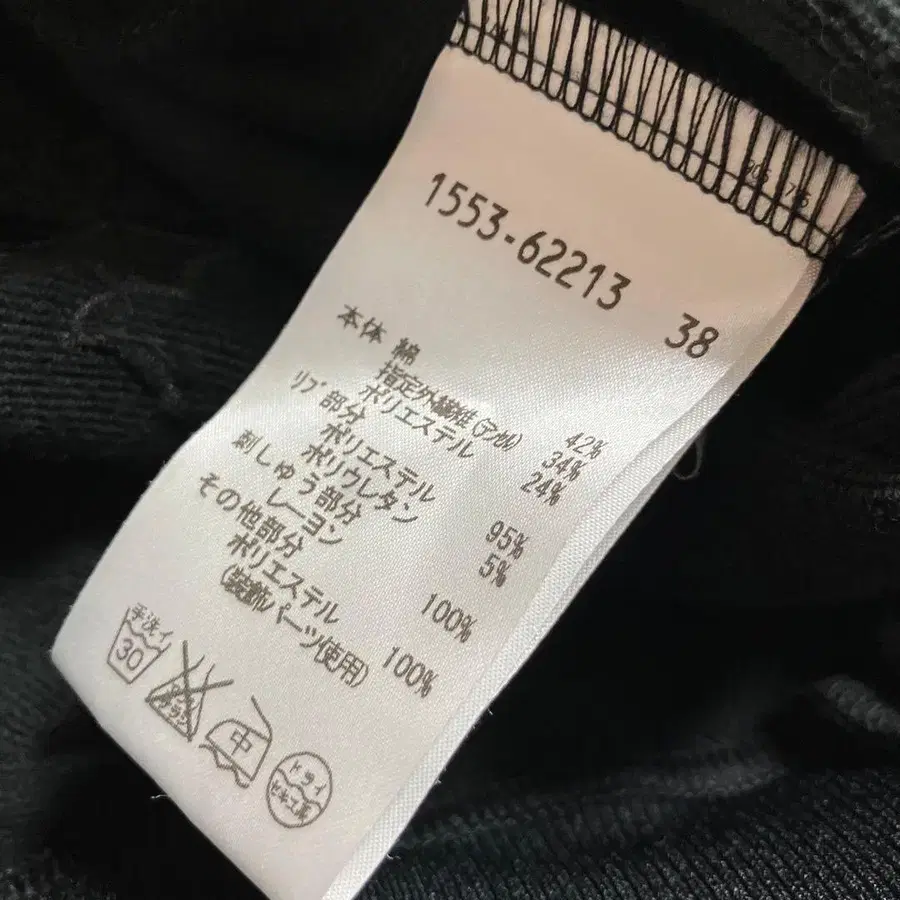 1553-62213 38
本体 綿 42%
指定外繊維(アセル) 34%
ポリエステル 24%
リブ部分
ポリエステル 95%
ポリウレタン 5%
刺しゅう部分
レーヨン 100%
その他部分
ポリエステル 100%
(装飾パーツ使用)
手洗イ
30
中
ドライ